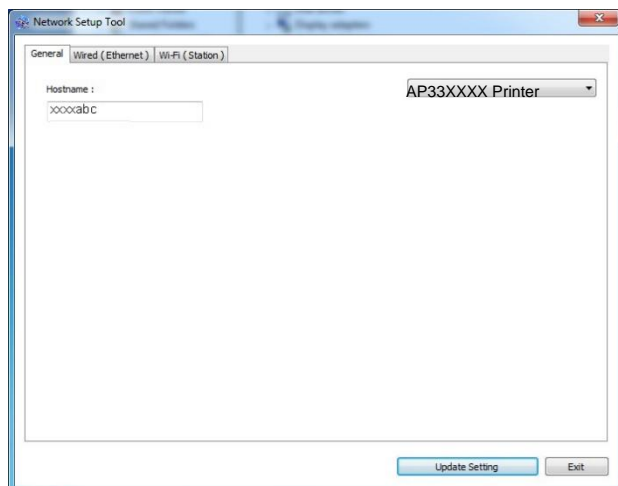 Network Setup Tool
General Wired ( Ethernet ) Wi-Fi ( Station )
Hostname :
AP33XXXX Printer
xxxxabc
Update Setting Exit